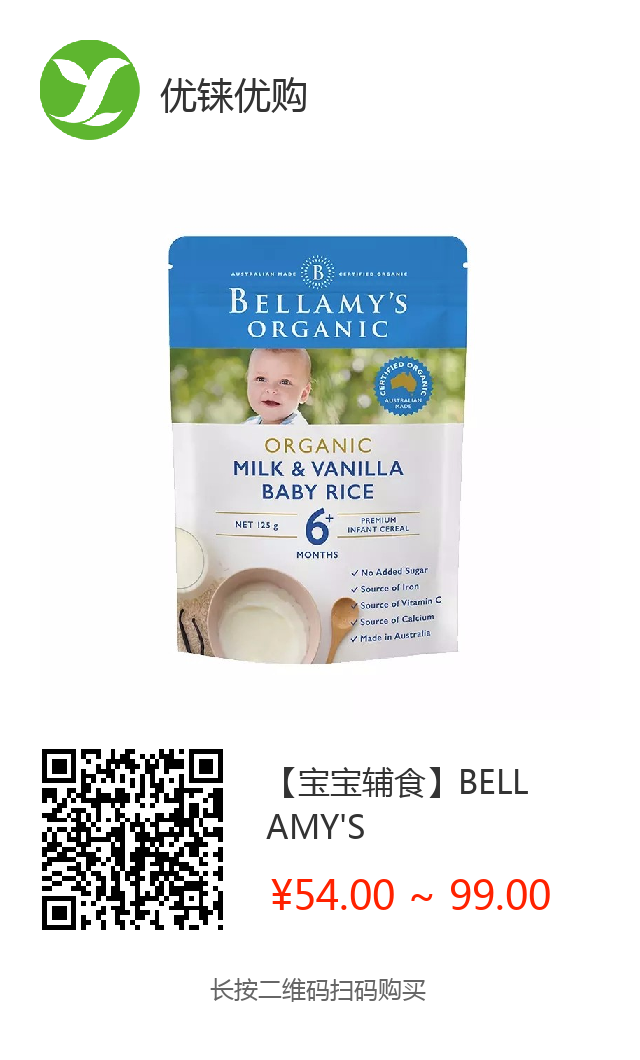 优铼优购
AUSTRALIAN MADE B CERTIFIED ORGANIC
BELLAMY'S
ORGANIC
CERTIFIED ORGANIC
AUSTRALIAN
MADE
ORGANIC
MILK & VANILLA
BABY RICE
NET 125 g
6+
MONTHS
PREMIUM
INFANT CEREAL
✓ No Added Sugar
✓ Source of Iron
✓ Source of Vitamin C
✓ Source of Calcium
✓ Made in Australia
【宝宝辅食】BELL
AMY'S
¥54.00 ~ 99.00
长按二维码扫码购买